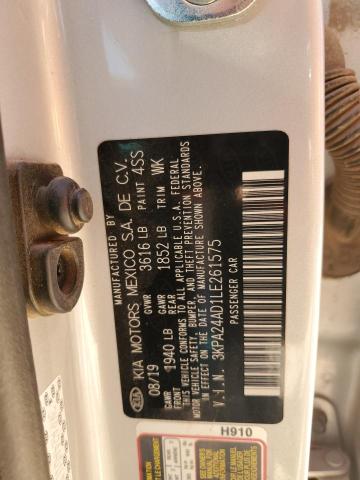 MANUFACTURED BY
KIA KIA MOTORS MEXICO S.A. DE C.V.
08/19 GVWR 3616 LB PAINT 4SS
GAWR FRONT 1940 LB GAWR REAR 1852 LB TRIM WK
THIS VEHICLE CONFORMS TO ALL APPLICABLE U.S.A. FEDERAL
MOTOR VEHICLE SAFETY, BUMPER, AND THEFT PREVENTION STANDARDS
IN EFFECT ON THE DATE OF MANUFACTURE SHOWN ABOVE.
V.I.N. 3KPA24AD1LE261575
PASSENGER CAR
H910